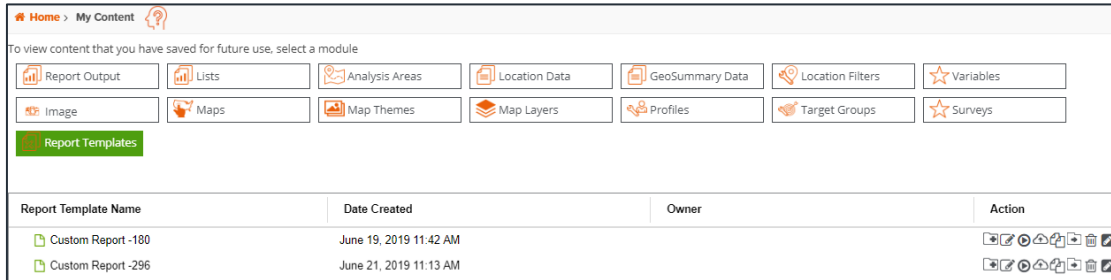 Home > My Content
To view content that you have saved for future use, select a module
Report Output Lists Analysis Areas Location Data GeoSummary Data Location Filters Variables
Image Maps Map Themes Map Layers Profiles Target Groups Surveys
Report Templates
Report Template Name Date Created Owner Action
Custom Report -180 June 19, 2019 11:42 AM
Custom Report -296 June 21, 2019 11:13 AM